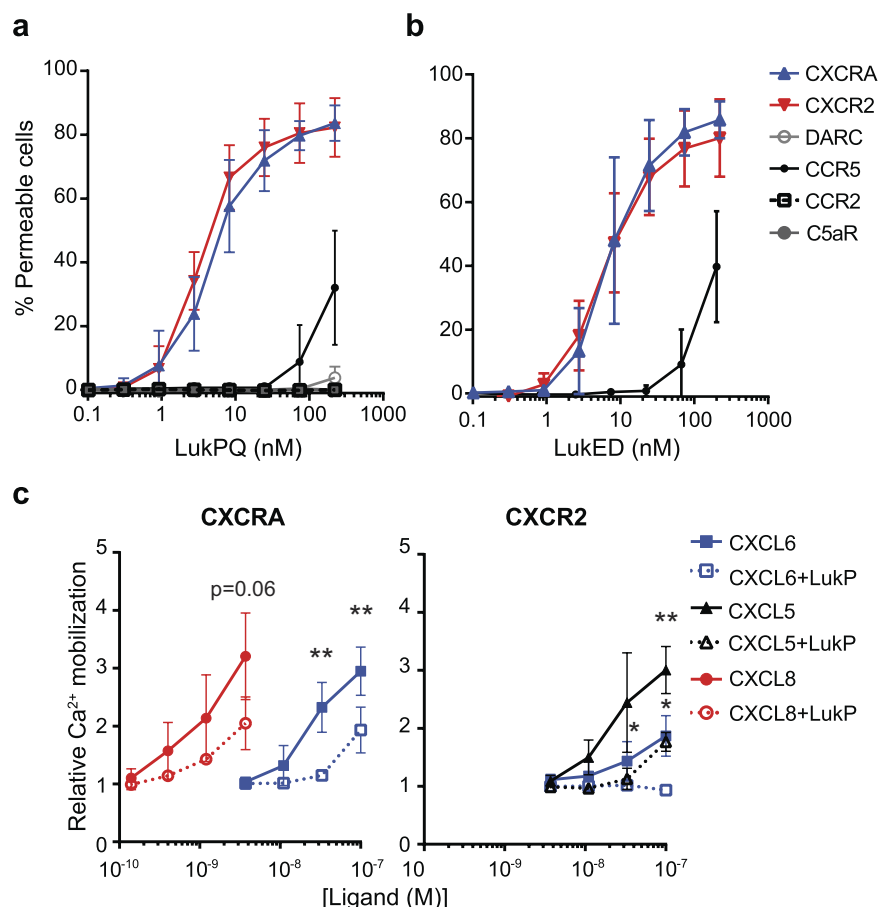 a
b
100
80
60
40
20
0
% Permeable cells
0.1 1 10 100 1000
LukPQ (nM)
100
80
60
40
20
0
0.1 1 10 100 1000
LukED (nM)
CXCRA
CXCR2
DARC
CCR5
CCR2
C5aR
c
CXCRA
5
4
3
2
1
0
Relative Ca²⁺ mobilization
p=0.06
**
**
10⁻¹⁰ 10⁻⁹ 10⁻⁸ 10⁻⁷
CXCR2
5
4
3
2
1
0
**
*
*
10 10⁻⁹ 10⁻⁸ 10⁻⁷
[Ligand (M)]
CXCL6
CXCL6+LukP
CXCL5
CXCL5+LukP
CXCL8
CXCL8+LukP